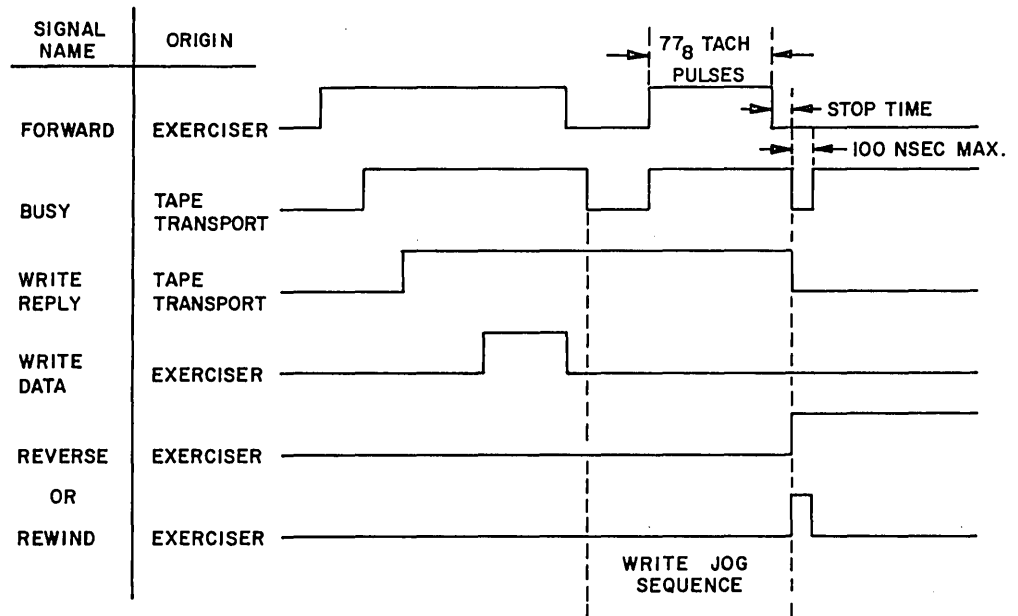 SIGNAL NAME
ORIGIN
77₈ TACH PULSES
STOP TIME
FORWARD
EXERCISER
100 NSEC MAX.
BUSY
TAPE TRANSPORT
WRITE REPLY
TAPE TRANSPORT
WRITE DATA
EXERCISER
REVERSE
EXERCISER
OR
REWIND
EXERCISER
WRITE JOG SEQUENCE